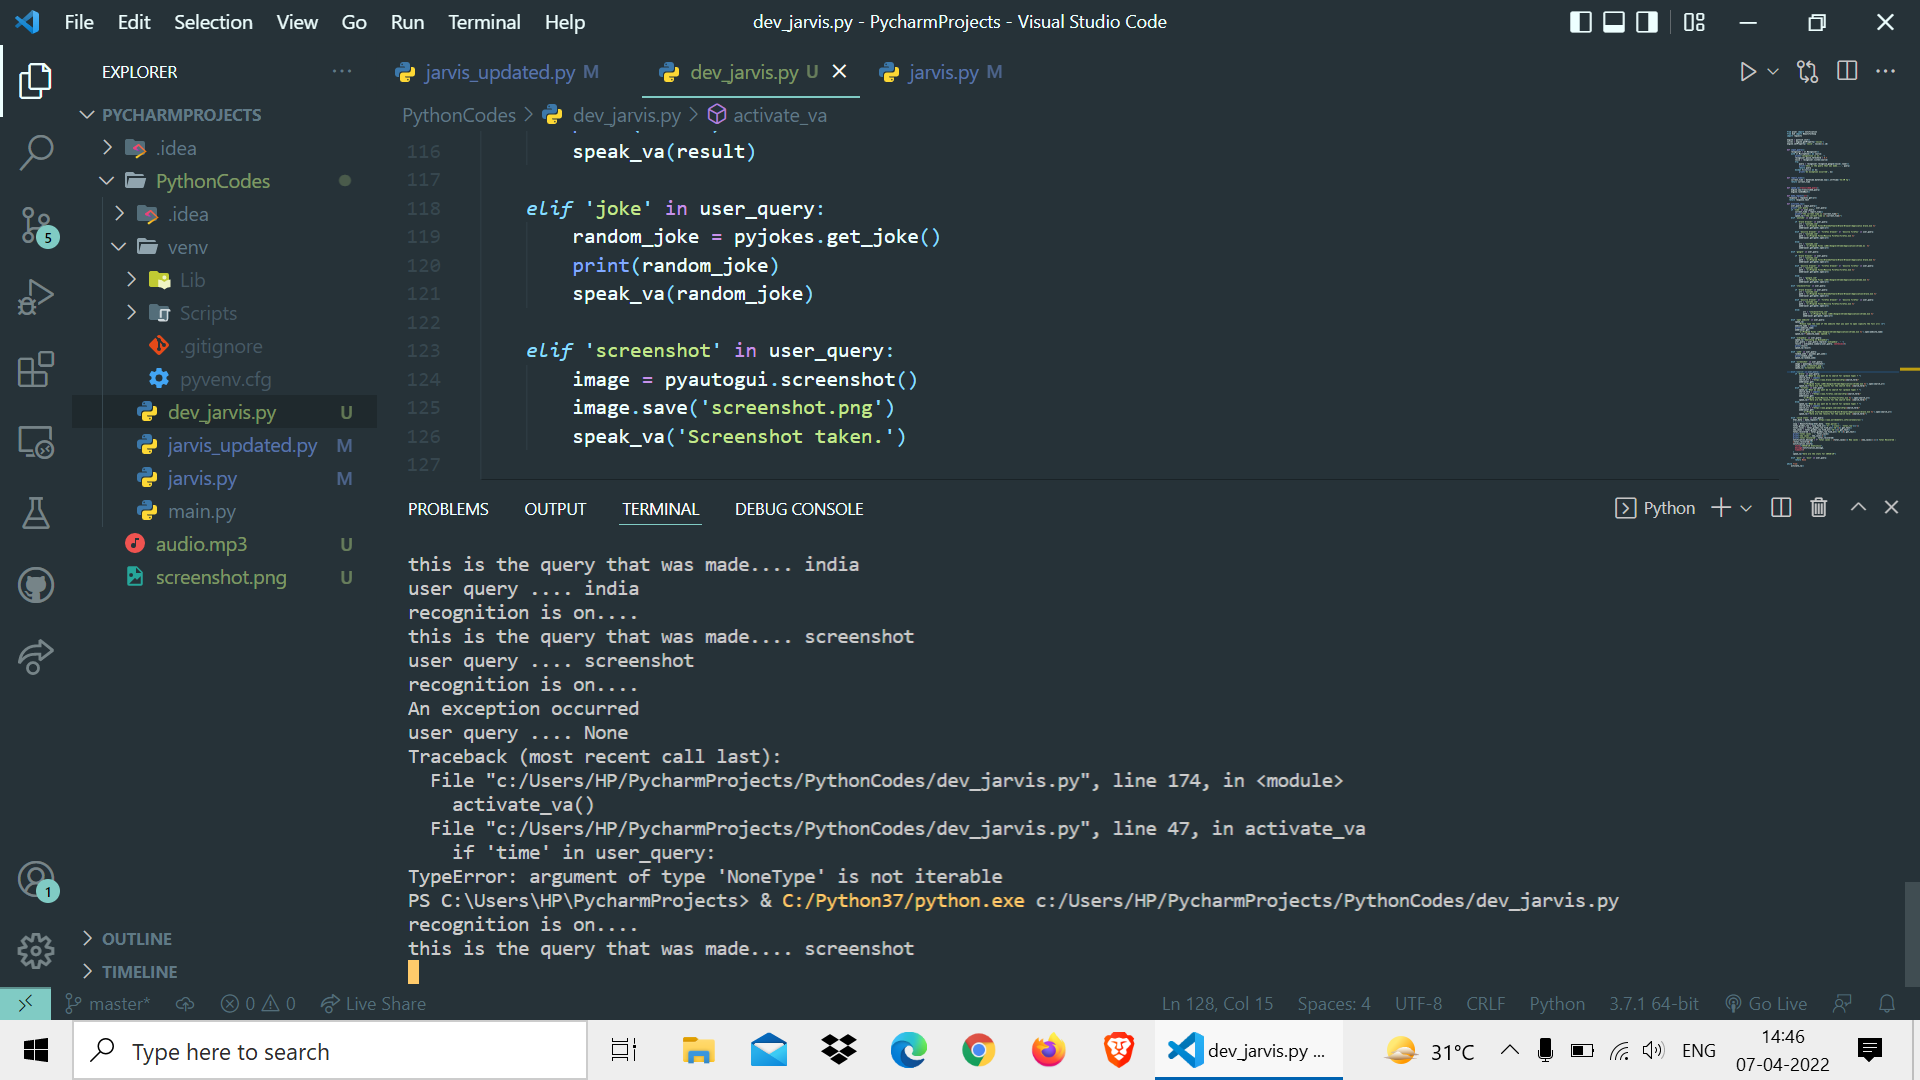 File Edit Selection View Go Run Terminal Help
dev_jarvis.py - PycharmProjects - Visual Studio Code
EXPLORER
jarvis_updated.py M
dev_jarvis.py U
jarvis.py M
PYCHARMPROJECTS
.idea
PythonCodes
.idea
venv
Lib
Scripts
.gitignore
pyvenv.cfg
dev_jarvis.py U
jarvis_updated.py M
jarvis.py M
main.py
audio.mp3 U
screenshot.png U
OUTLINE
TIMELINE
5
1
PythonCodes > dev_jarvis.py > activate_va
116 speak_va(result)
117
118 elif 'joke' in user_query:
119 random_joke = pyjokes.get_joke()
120 print(random_joke)
121 speak_va(random_joke)
122
123 elif 'screenshot' in user_query:
124 image = pyautogui.screenshot()
125 image.save('screenshot.png')
126 speak_va('Screenshot taken.')
127
PROBLEMS OUTPUT TERMINAL DEBUG CONSOLE
Python
this is the query that was made.... india
user query .... india
recognition is on....
this is the query that was made.... screenshot
user query .... screenshot
recognition is on....
An exception occurred
user query .... None
Traceback (most recent call last):
File "c:/Users/HP/PycharmProjects/PythonCodes/dev_jarvis.py", line 174, in <module>
activate_va()
File "c:/Users/HP/PycharmProjects/PythonCodes/dev_jarvis.py", line 47, in activate_va
if 'time' in user_query:
TypeError: argument of type 'NoneType' is not iterable
PS C:\Users\HP\PycharmProjects> & C:/Python37/python.exe c:/Users/HP/PycharmProjects/PythonCodes/dev_jarvis.py
recognition is on....
this is the query that was made.... screenshot
master* 0 0 Live Share
Ln 128, Col 15 Spaces: 4 UTF-8 CRLF Python 3.7.1 64-bit Go Live
Type here to search
dev_jarvis.py ...
31°C
ENG
14:46
07-04-2022